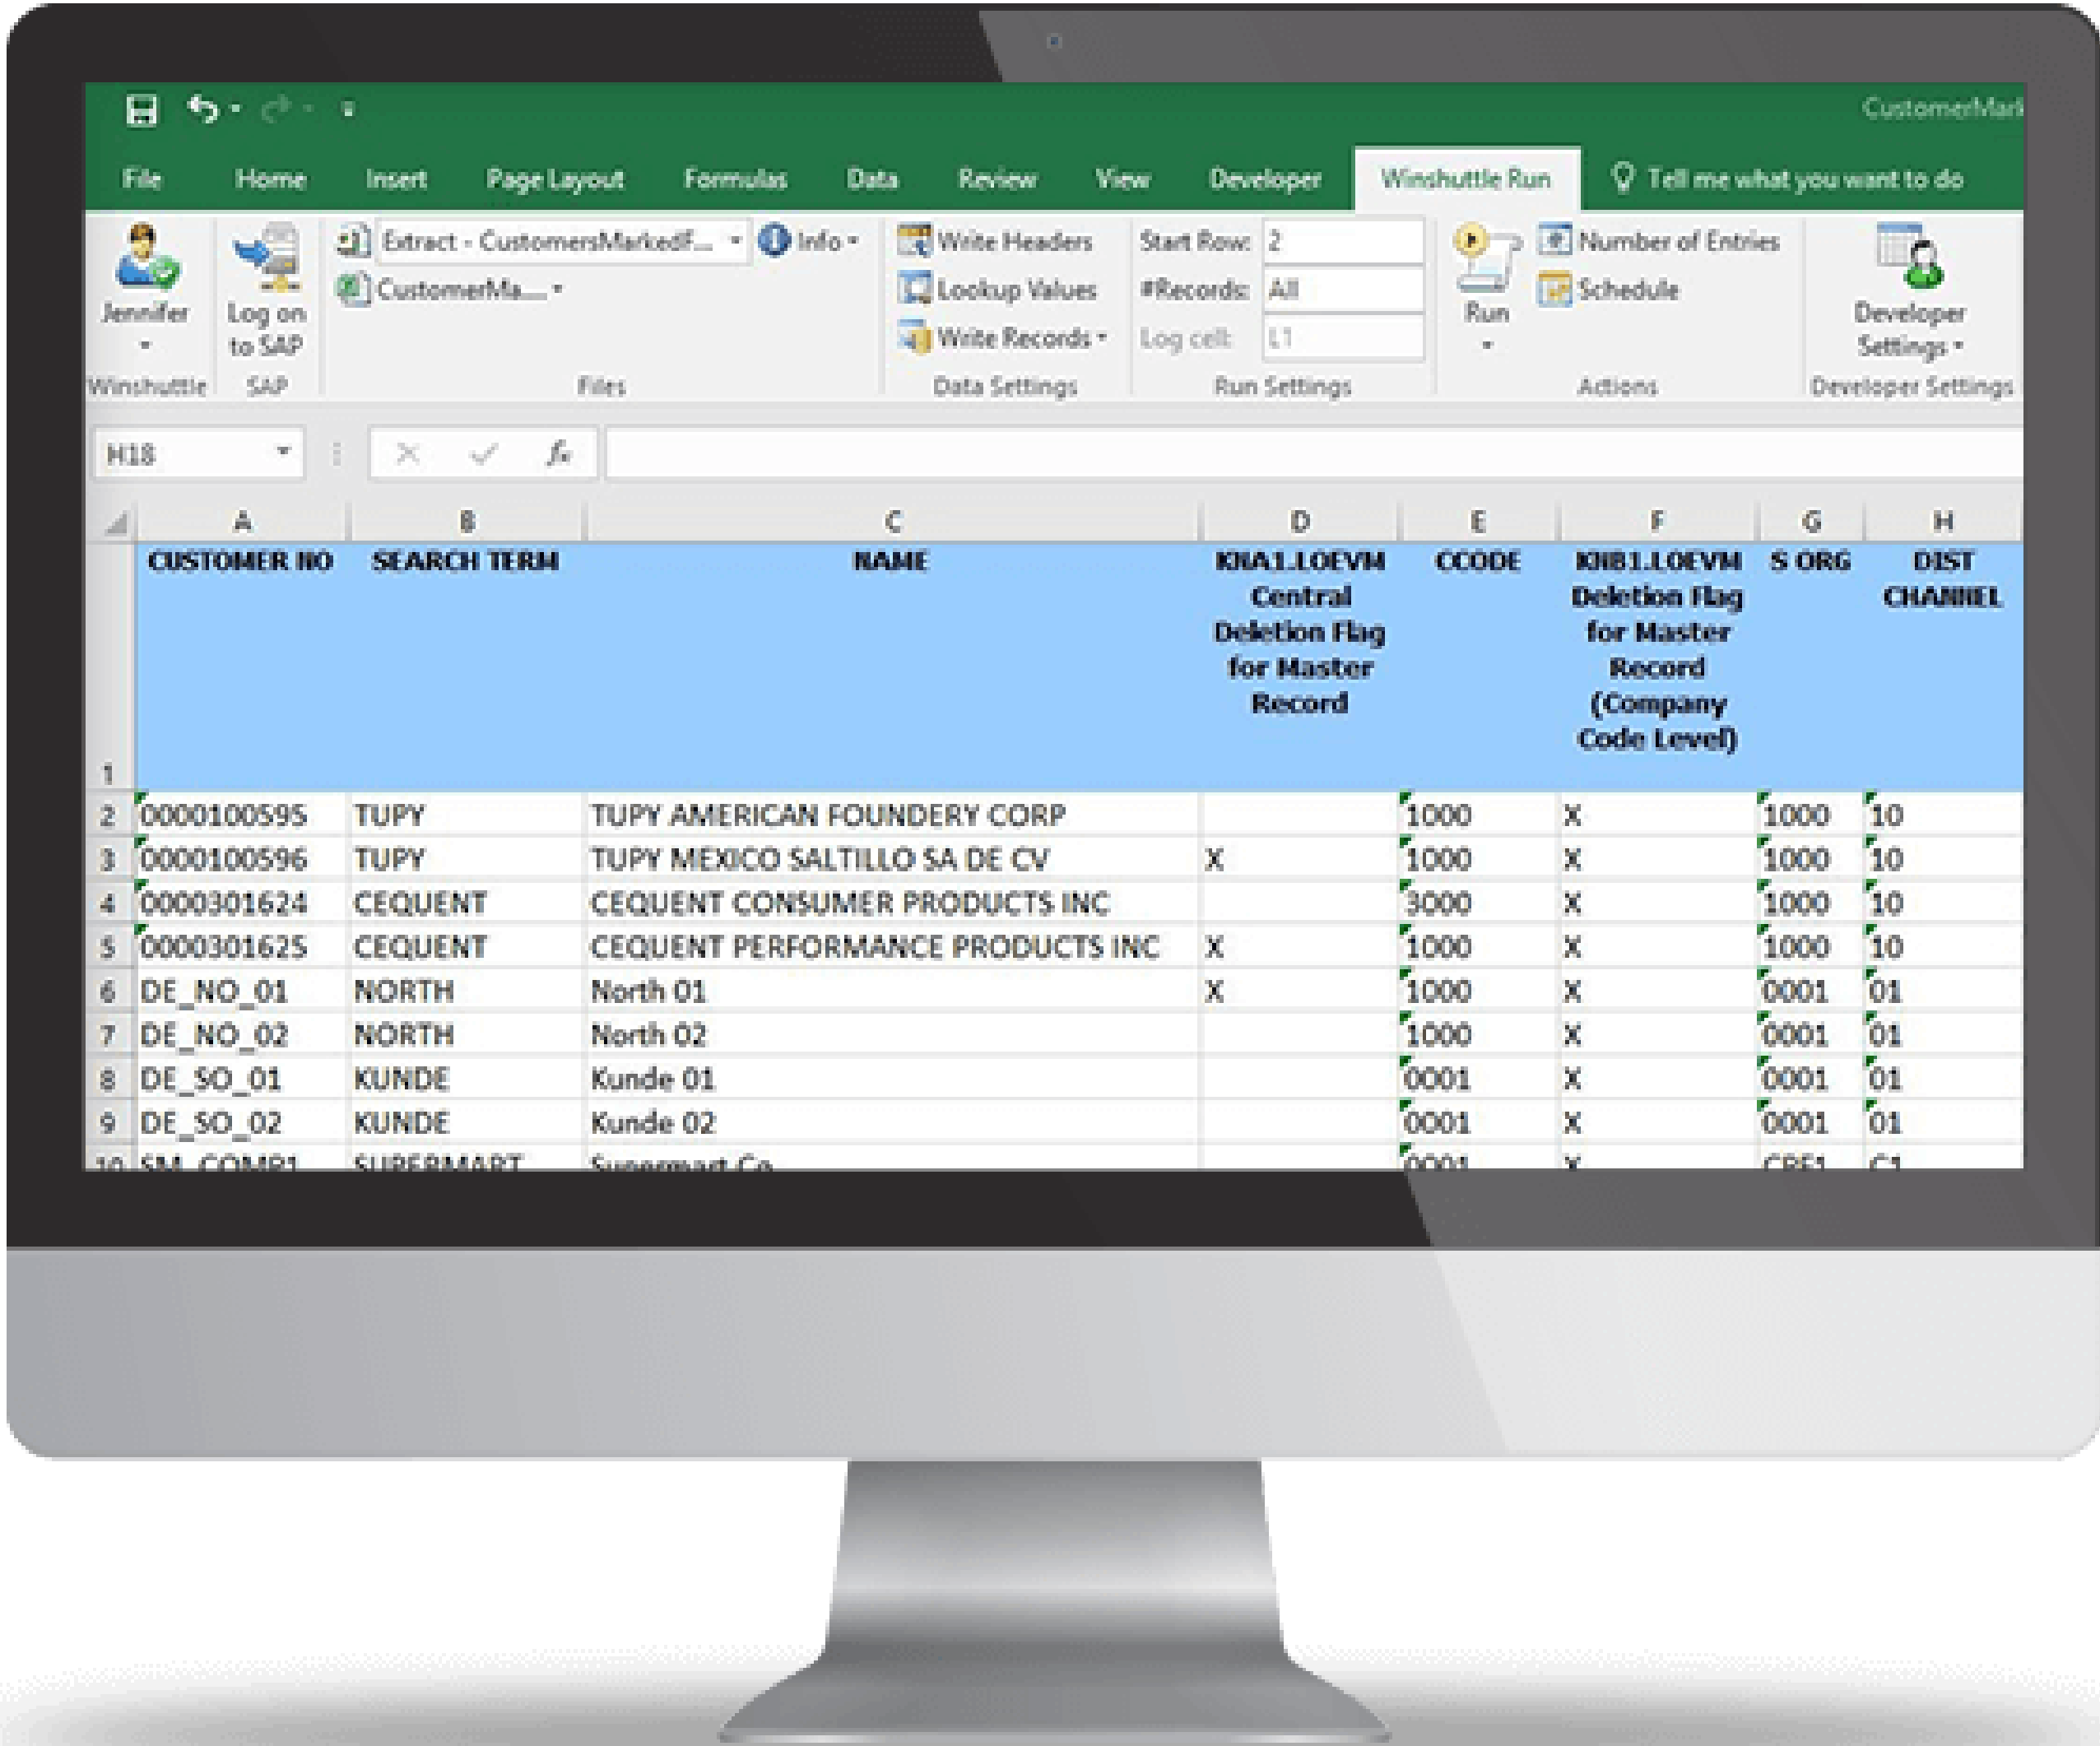 CustomerMark
File Home Insert Page Layout Formulas Data Review View Developer Winshuttle Run Tell me what you want to do
Extract - CustomersMarkedF... Info Write Headers Start Row: 2 Number of Entries
CustomerMa... Lookup Values #Records: All Schedule
Jennifer Log on to SAP Write Records Log cell: L1 Run Developer Settings
Winshuttle SAP Files Data Settings Run Settings Actions Developer Settings
H18 fx
A B C D E F G H
1 CUSTOMER NO SEARCH TERM NAME KNA1.LOEVM Central Deletion Flag for Master Record CCODE KNB1.LOEVM Deletion Flag for Master Record (Company Code Level) S ORG DIST CHANNEL
2 0000100595 TUPY TUPY AMERICAN FOUNDERY CORP 1000 X 1000 10
3 0000100596 TUPY TUPY MEXICO SALTILLO SA DE CV X 1000 X 1000 10
4 0000301624 CEQUENT CEQUENT CONSUMER PRODUCTS INC 3000 X 1000 10
5 0000301625 CEQUENT CEQUENT PERFORMANCE PRODUCTS INC X 1000 X 1000 10
6 DE_NO_01 NORTH North 01 X 1000 X 0001 01
7 DE_NO_02 NORTH North 02 1000 X 0001 01
8 DE_SO_01 KUNDE Kunde 01 0001 X 0001 01
9 DE_SO_02 KUNDE Kunde 02 0001 X 0001 01
10 SUPERMART Supermart Co 0001 X